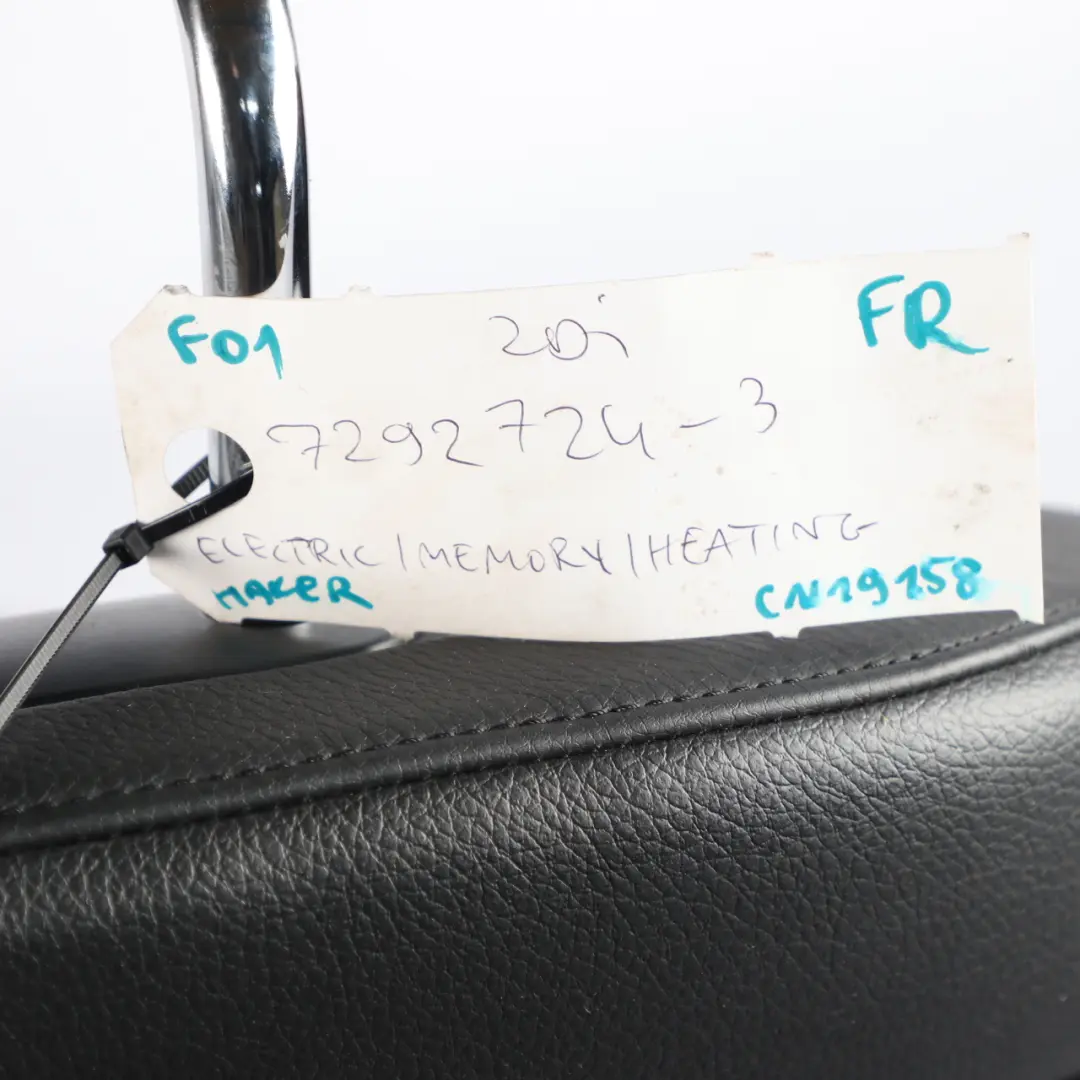 F01 20i FR
7292724-3
ELECTRIC/MEMORY/HEATING
MAKER CN19158